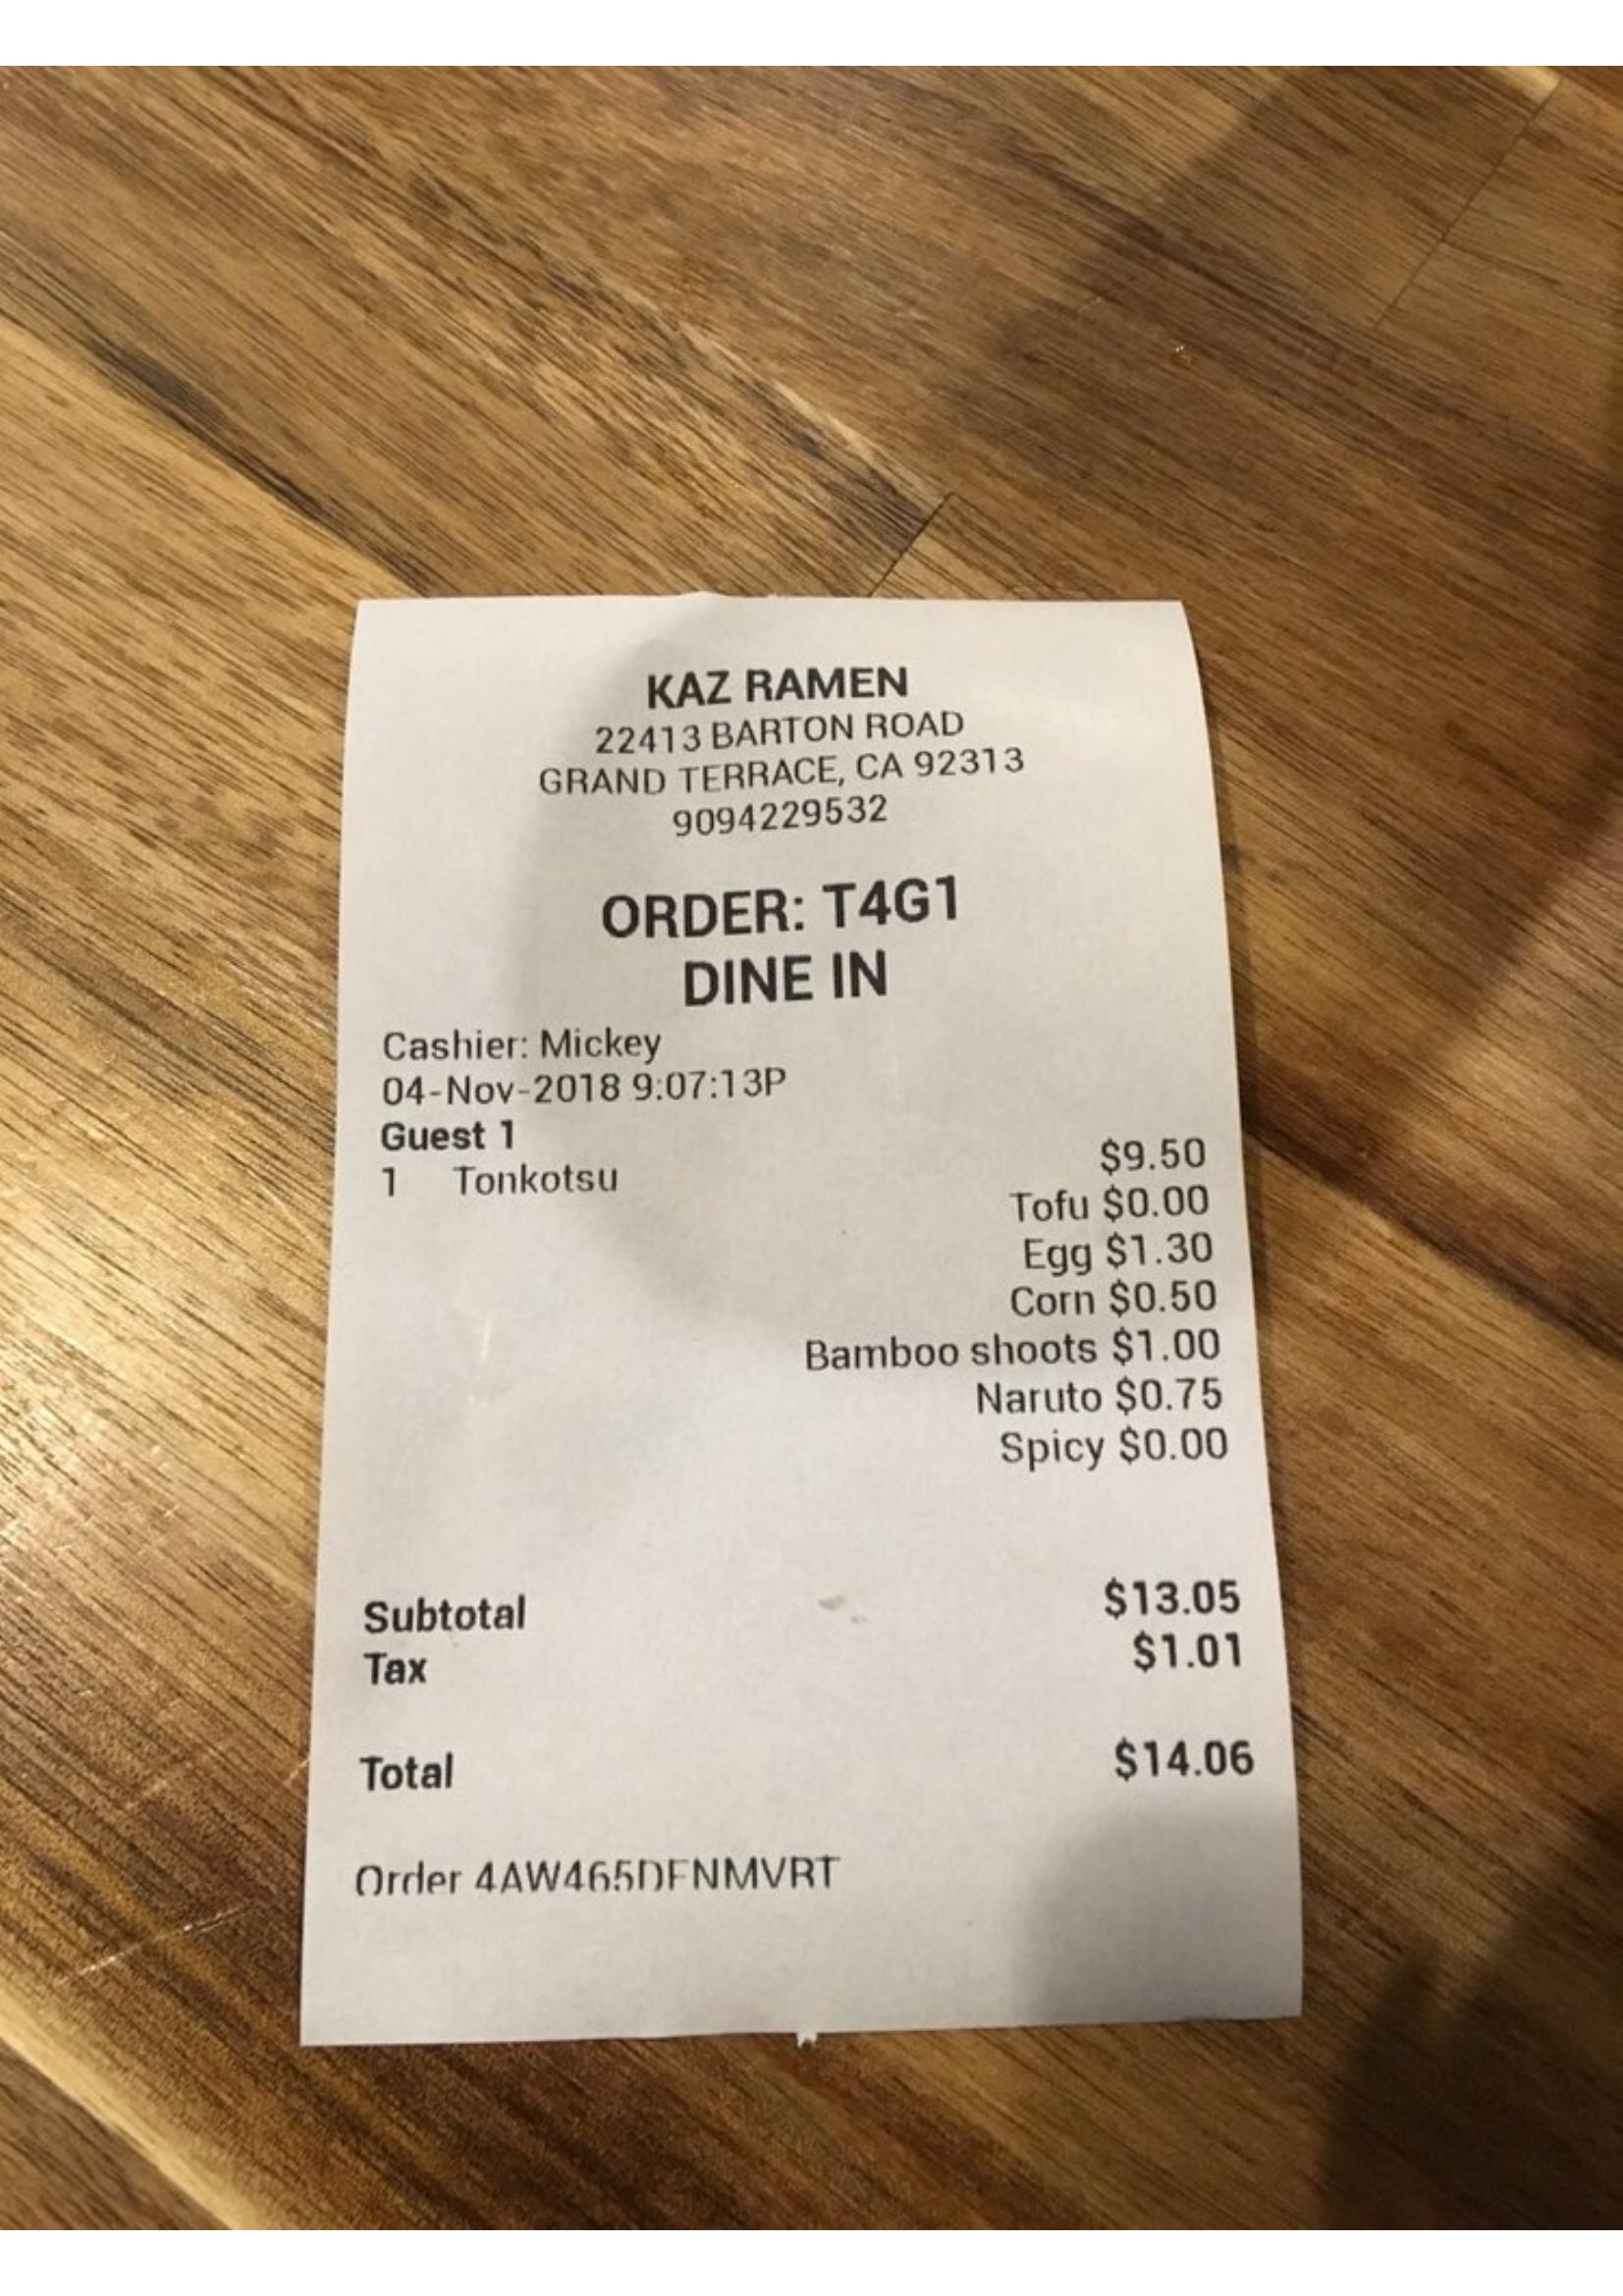 KAZ RAMEN
22413 BARTON ROAD
GRAND TERRACE, CA 92313
9094229532
ORDER: T4G1
DINE IN
Cashier: Mickey
04-Nov-2018 9:07:13P
Guest 1
1 Tonkotsu $9.50
Tofu $0.00
Egg $1.30
Corn $0.50
Bamboo shoots $1.00
Naruto $0.75
Spicy $0.00
Subtotal $13.05
Tax $1.01
Total $14.06
Order 4AW465DFNMVRT